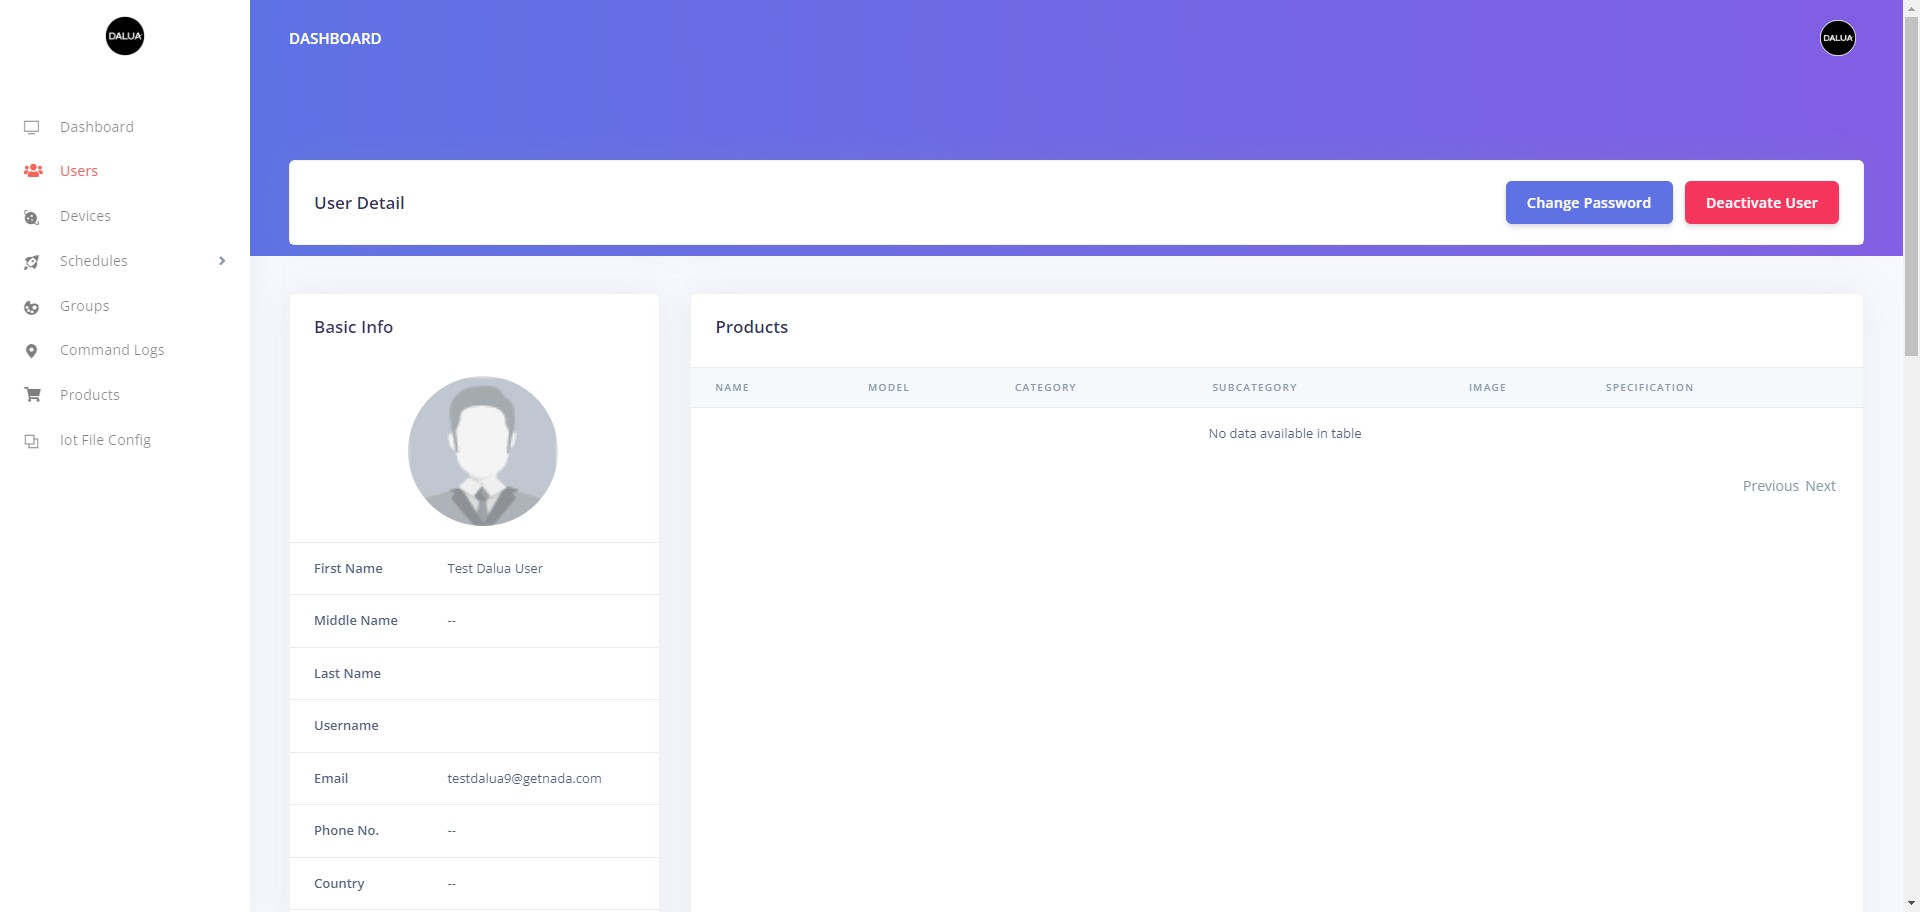 DALUA
DASHBOARD
DALUA
Dashboard
Users
Devices
Schedules
Groups
Command Logs
Products
Iot File Config
User Detail
Change Password
Deactivate User
Basic Info
First Name Test Dalua User
Middle Name --
Last Name
Username
Email testdalua9@getnada.com
Phone No. --
Country --
Products
NAME MODEL CATEGORY SUBCATEGORY IMAGE SPECIFICATION
No data available in table
Previous Next